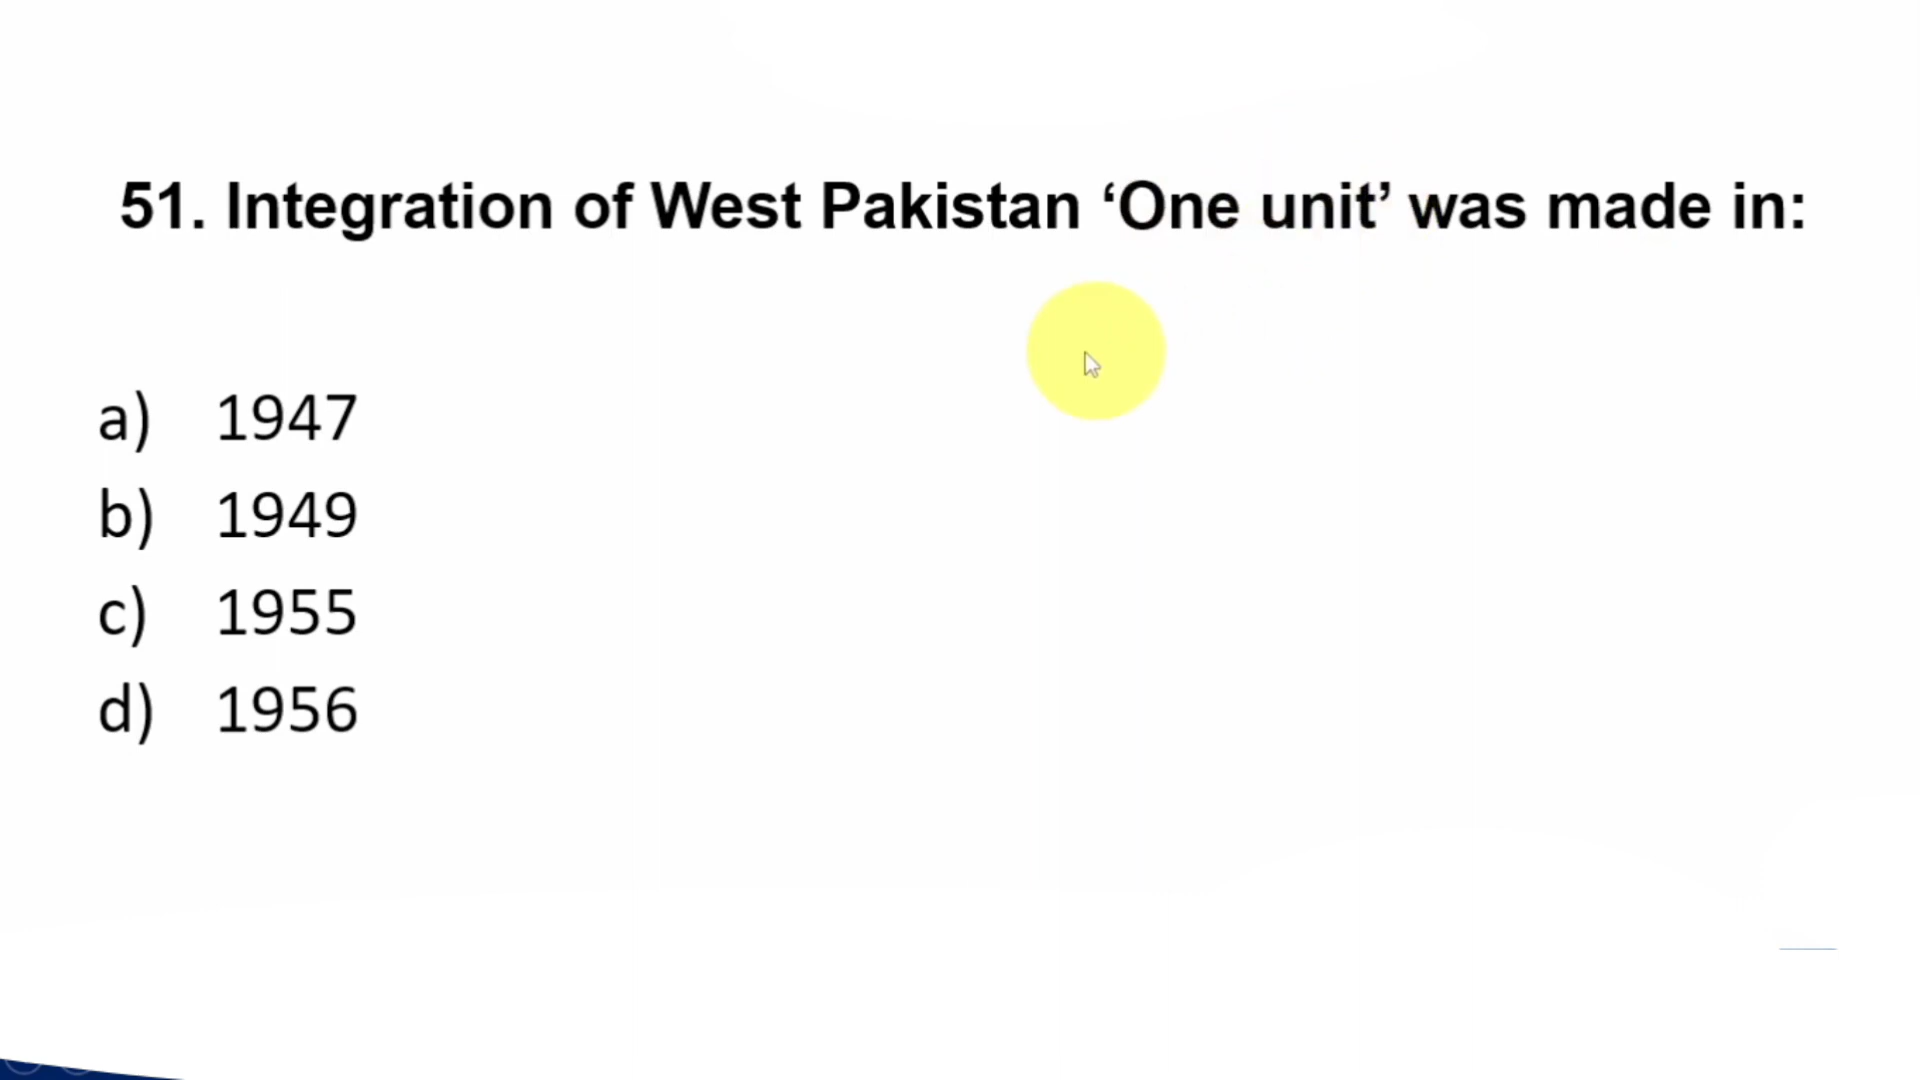 51. Integration of West Pakistan ‘One unit’ was made in:
a) 1947
b) 1949
c) 1955
d) 1956